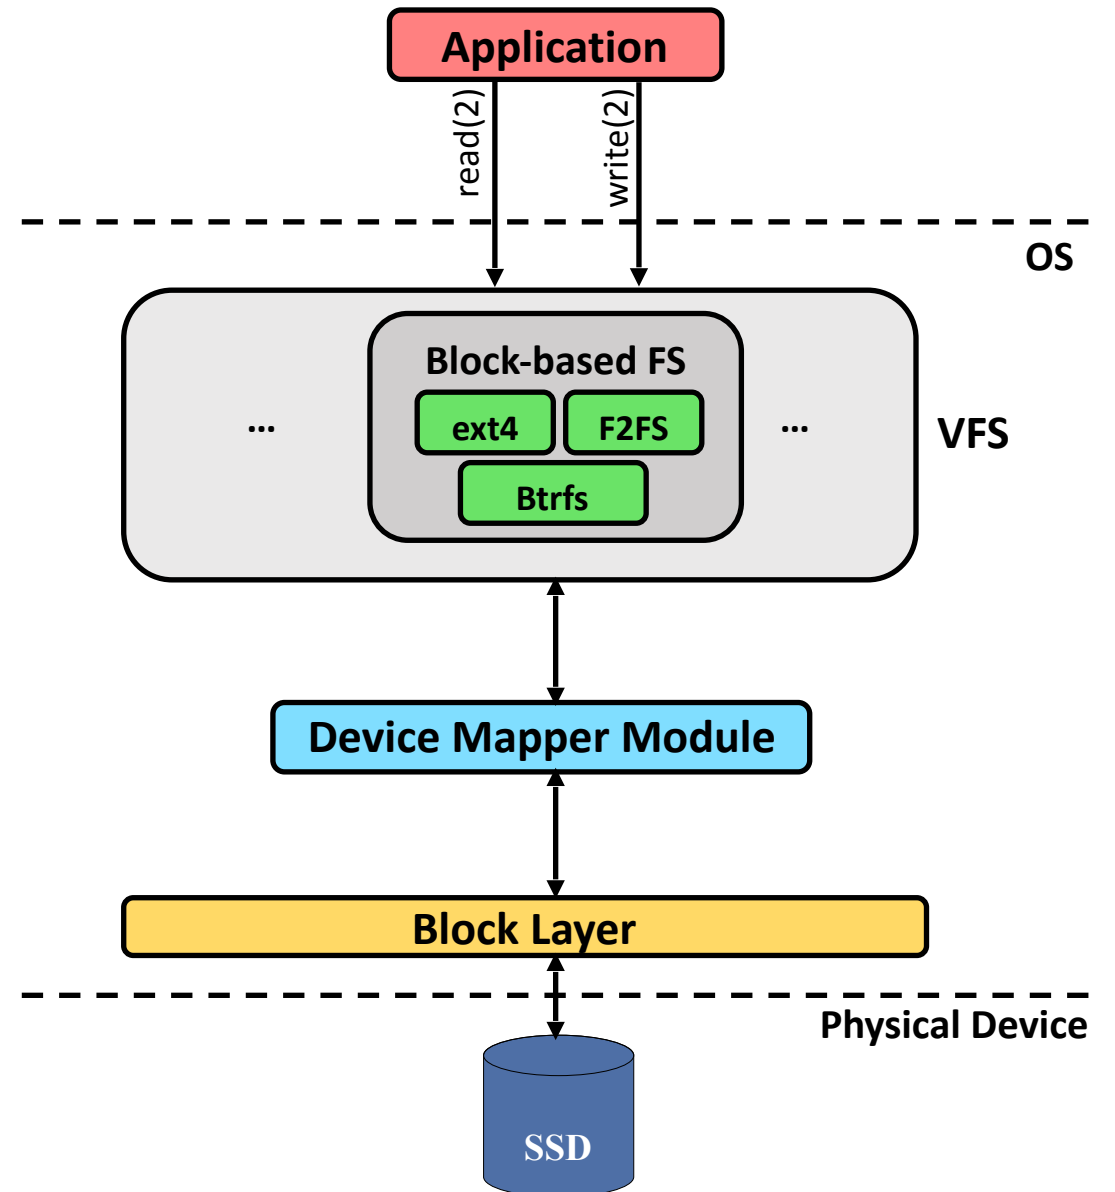 Application
read(2)
write(2)
OS
Block-based FS
ext4
F2FS
...
...
VFS
Btrfs
Device Mapper Module
Block Layer
Physical Device
SSD